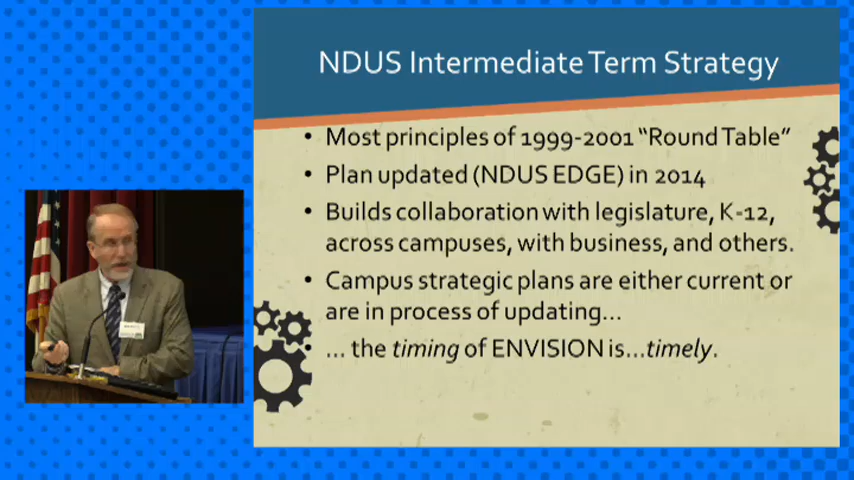 NDUS Intermediate Term Strategy
• Most principles of 1999-2001 “Round Table”
• Plan updated (NDUS EDGE) in 2014
• Builds collaboration with legislature, K-12,
across campuses, with business, and others.
• Campus strategic plans are either current or
are in process of updating…
• … the timing of ENVISION is…timely.